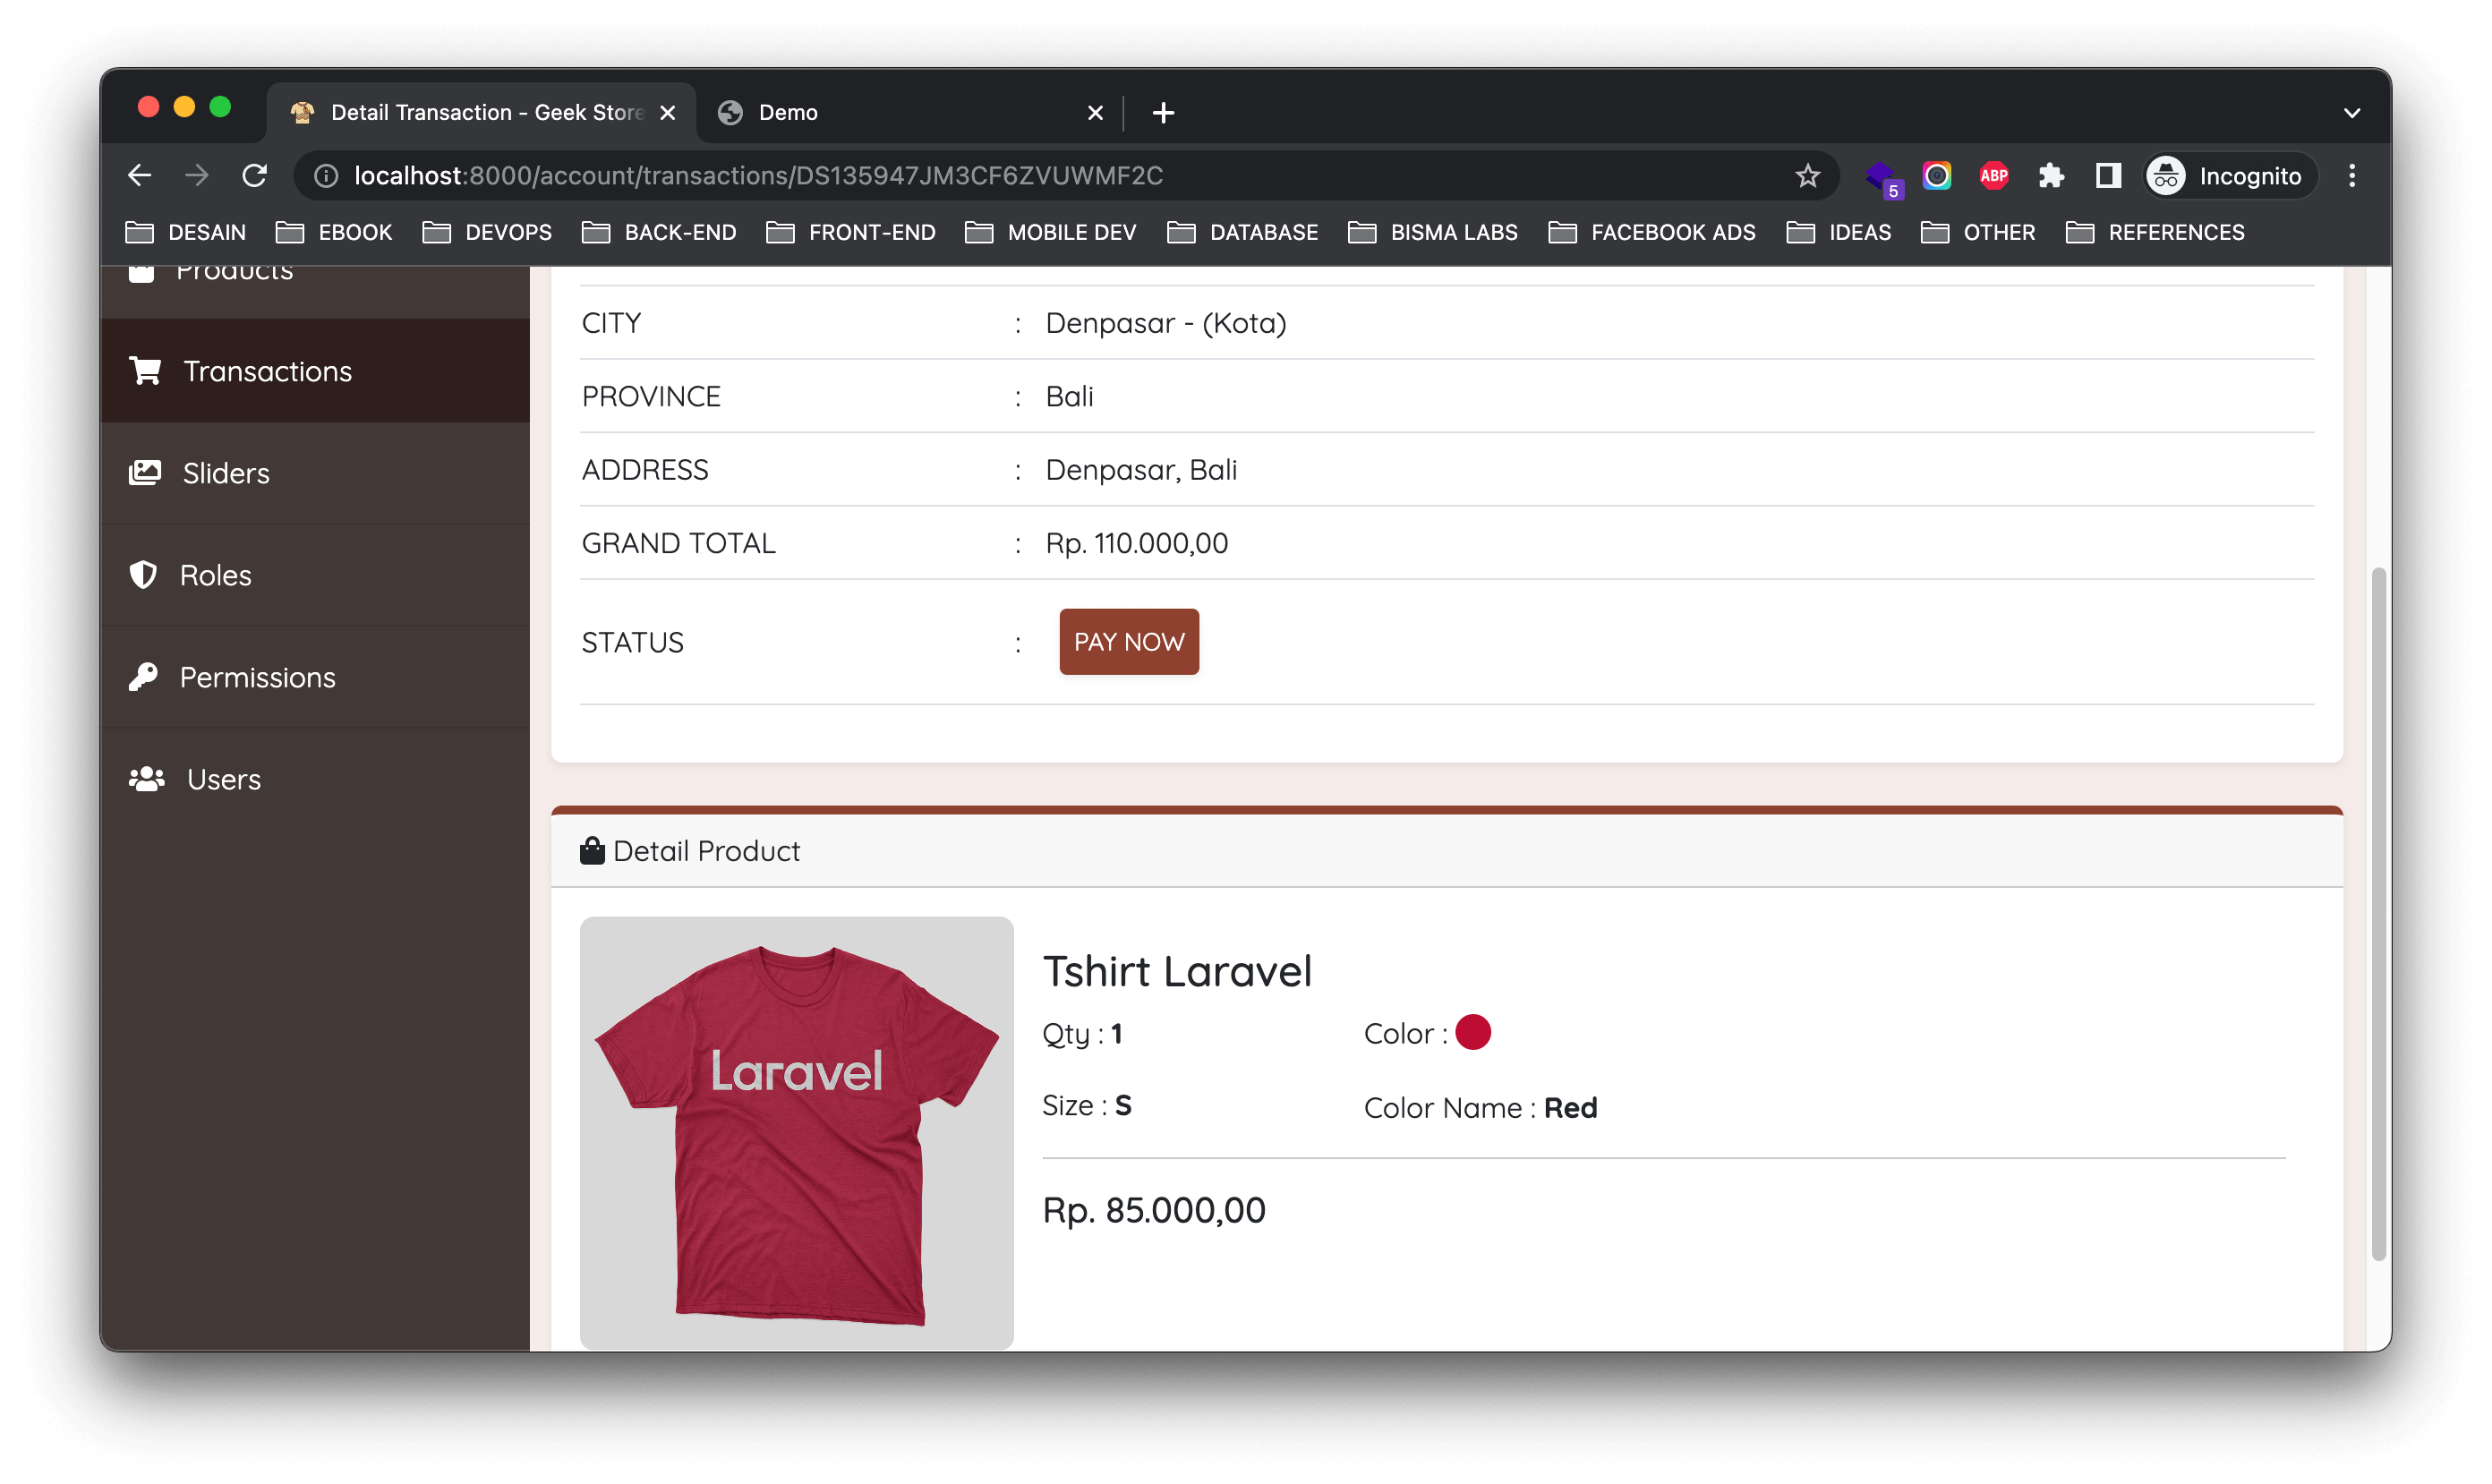 Detail Transaction - Geek Store
Demo
localhost:8000/account/transactions/DS135947JM3CF6ZVUWMF2C
5
ABP
Incognito
DESAIN
EBOOK
DEVOPS
BACK-END
FRONT-END
MOBILE DEV
DATABASE
BISMA LABS
FACEBOOK ADS
IDEAS
OTHER
REFERENCES
Products
Transactions
Sliders
Roles
Permissions
Users
CITY : Denpasar - (Kota)
PROVINCE : Bali
ADDRESS : Denpasar, Bali
GRAND TOTAL : Rp. 110.000,00
STATUS : PAY NOW
Detail Product
Laravel
Tshirt Laravel
Qty : 1
Color :
Size : S
Color Name : Red
Rp. 85.000,00